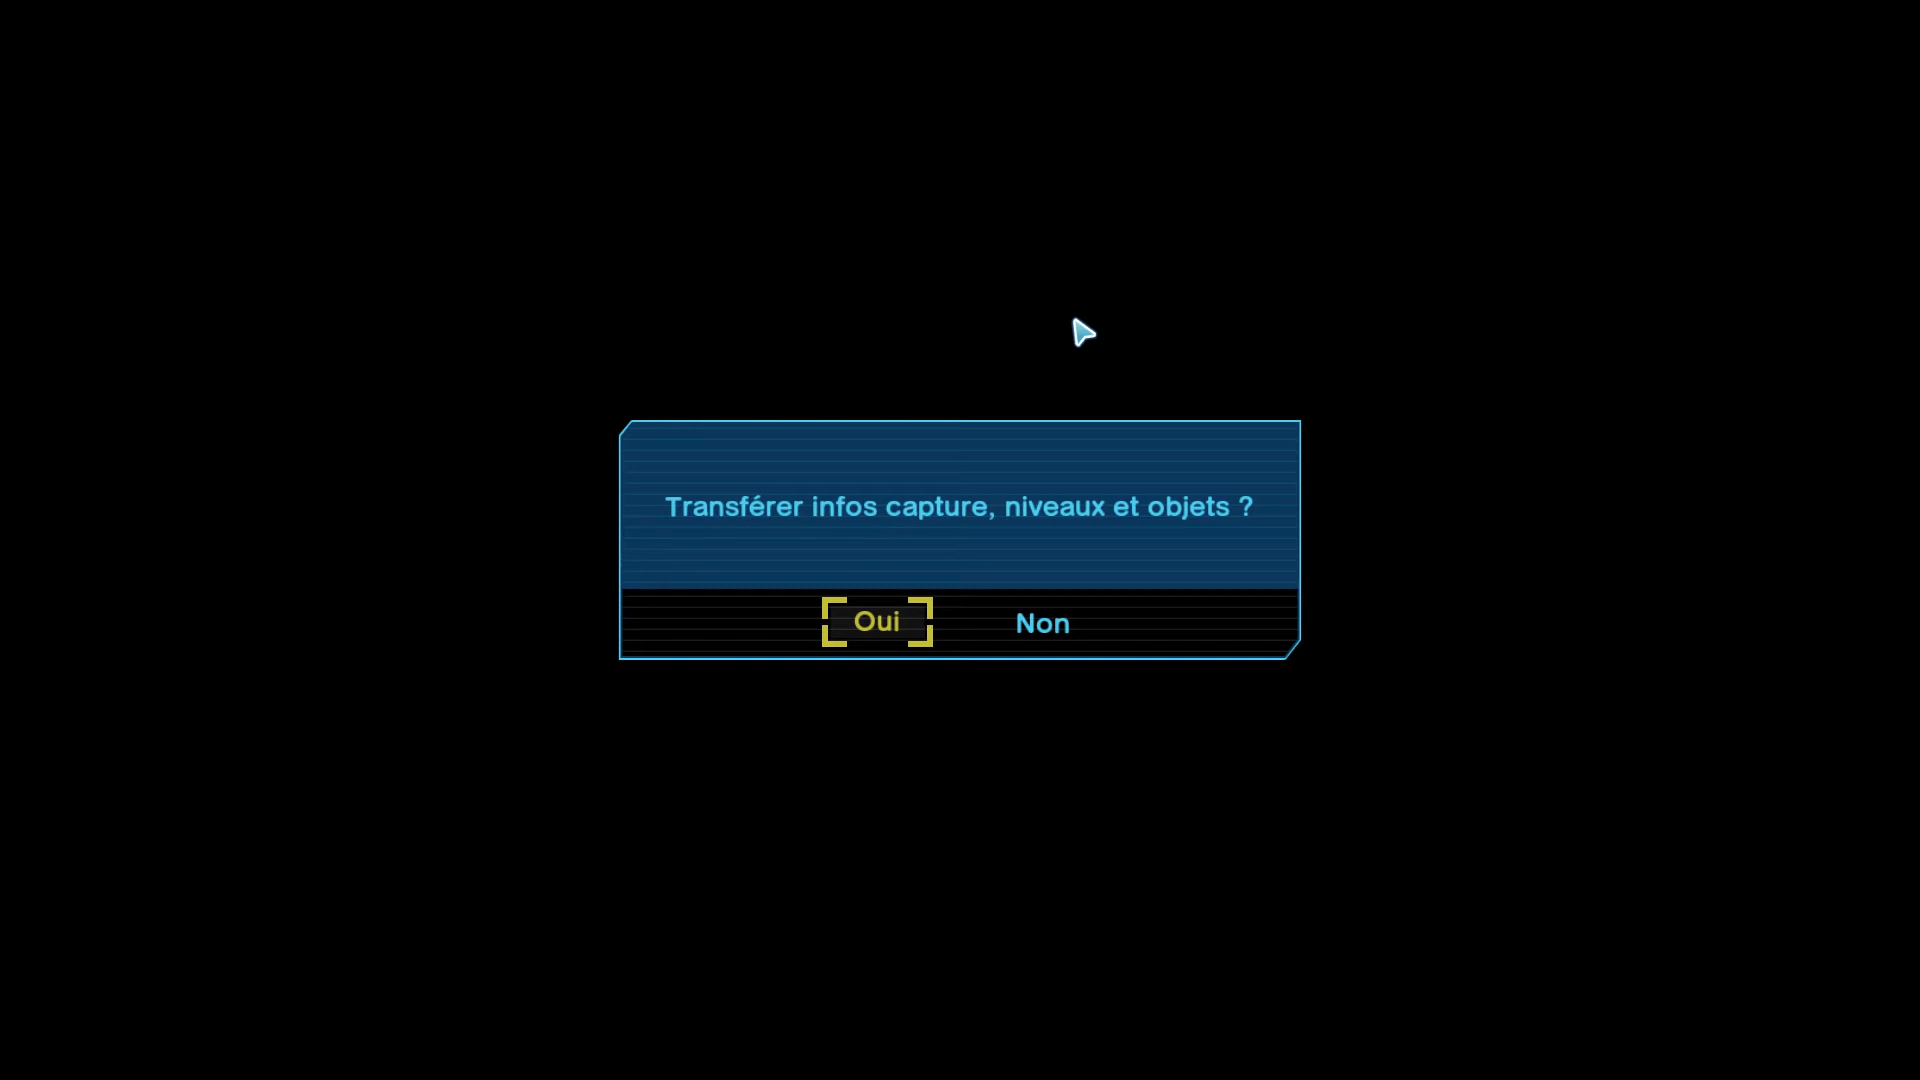 Transférer infos capture, niveaux et objets ?
Oui Non